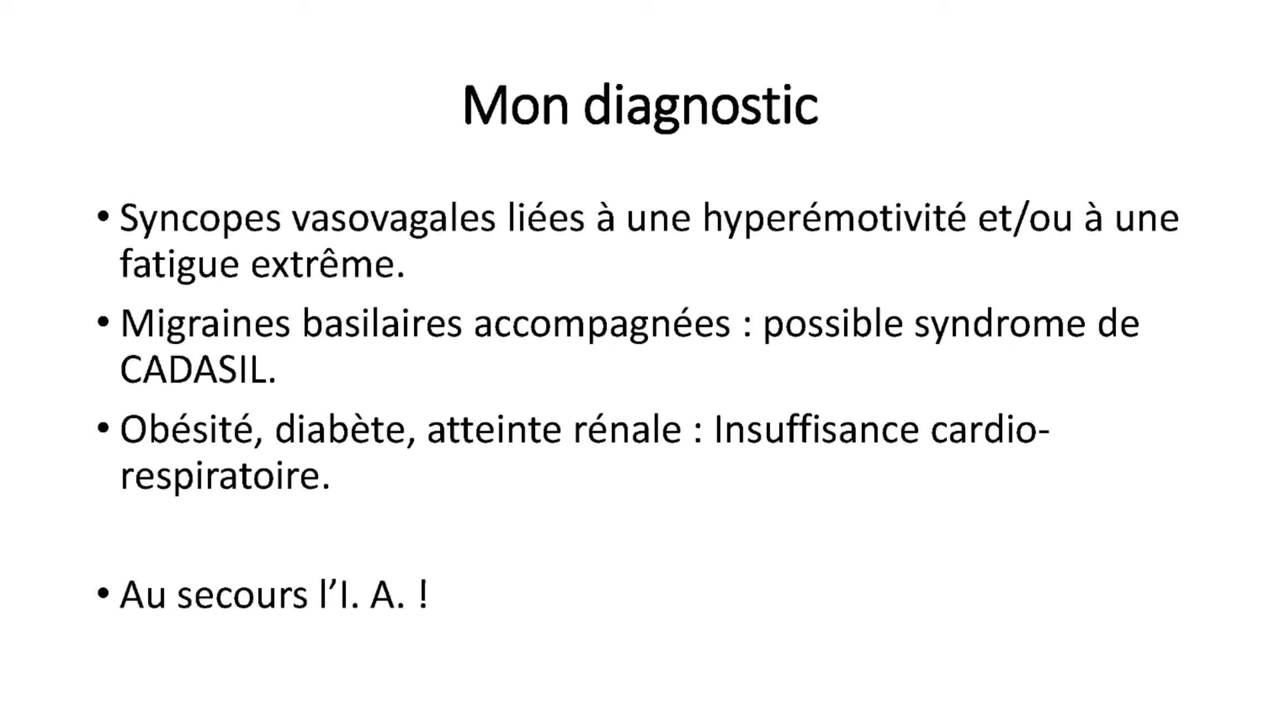 Mon diagnostic
• Syncopes vasovagales liées à une hyperémotivité et/ou à une
fatigue extrême.
• Migraines basilaires accompagnées : possible syndrome de
CADASIL.
• Obésité, diabète, atteinte rénale : Insuffisance cardio-
respiratoire.
• Au secours l’I. A. !